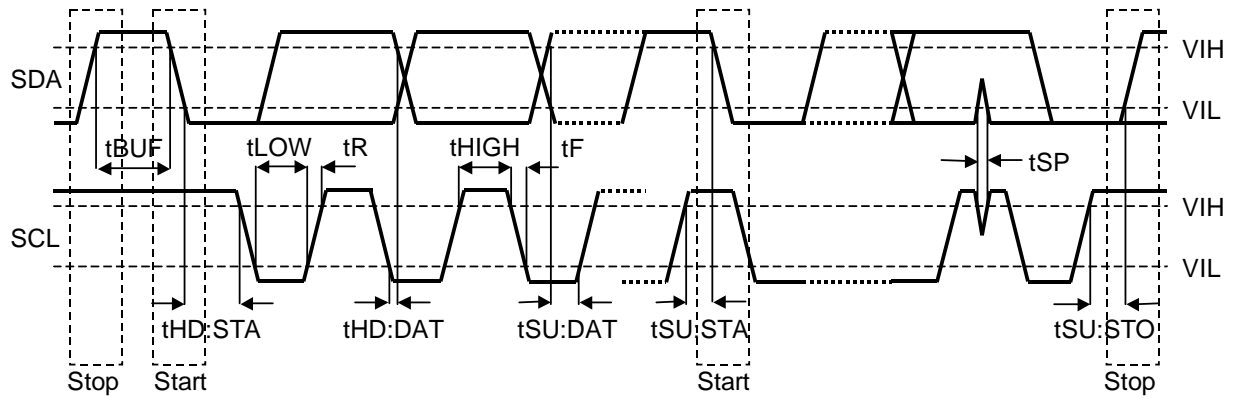 VIH
SDA
VIL
tBUF tLOW tR tHIGH tF
tSP
VIH
SCL
VIL
tHD:STA tHD:DAT tSU:DAT tSU:STA tSU:STO
Stop Start Start Stop